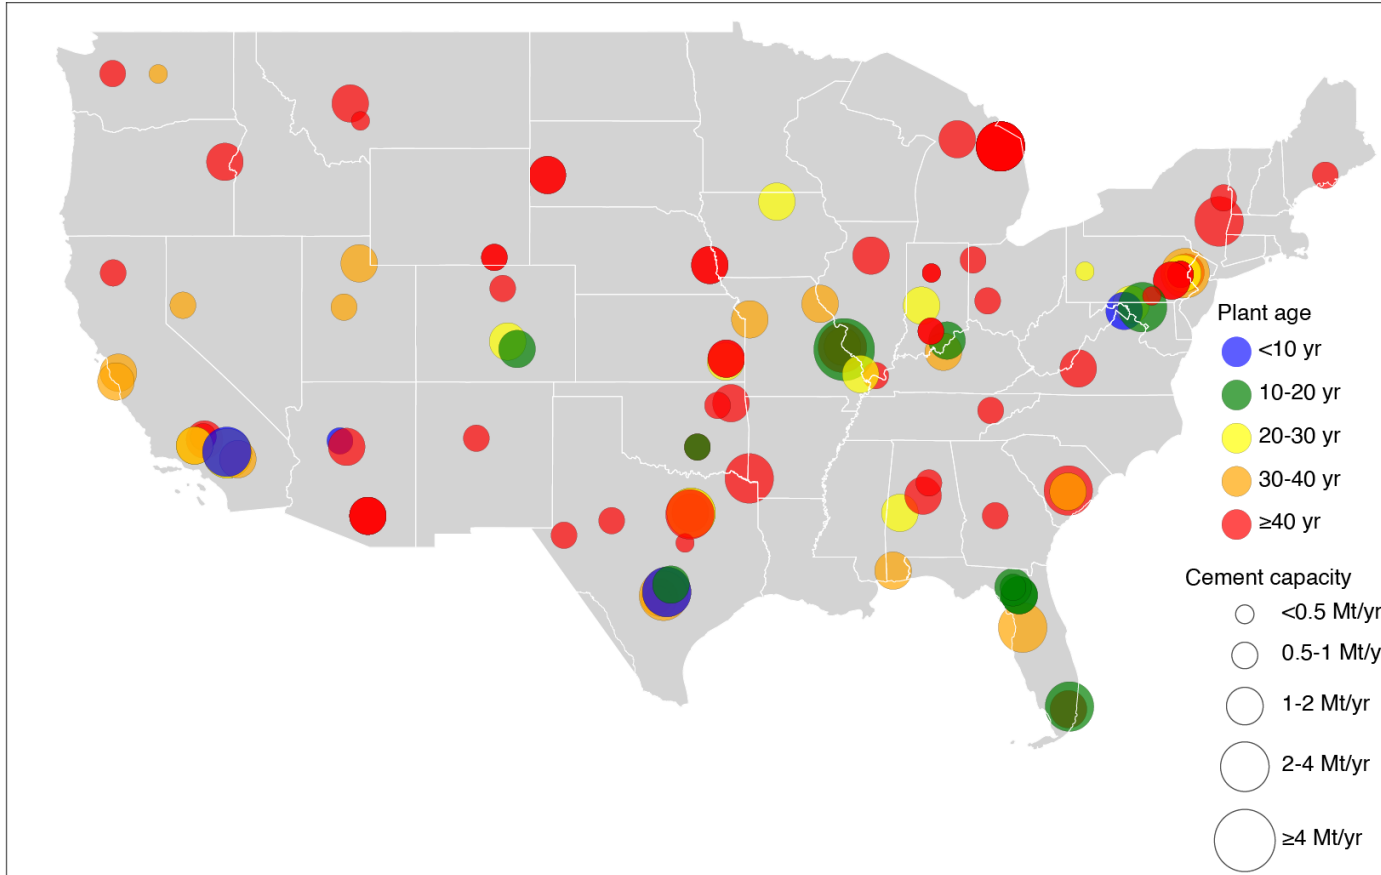 Plant age
<10 yr
10-20 yr
20-30 yr
30-40 yr
≥40 yr
Cement capacity
<0.5 Mt/yr
0.5-1 Mt/y
1-2 Mt/yr
2-4 Mt/yr
≥4 Mt/yr